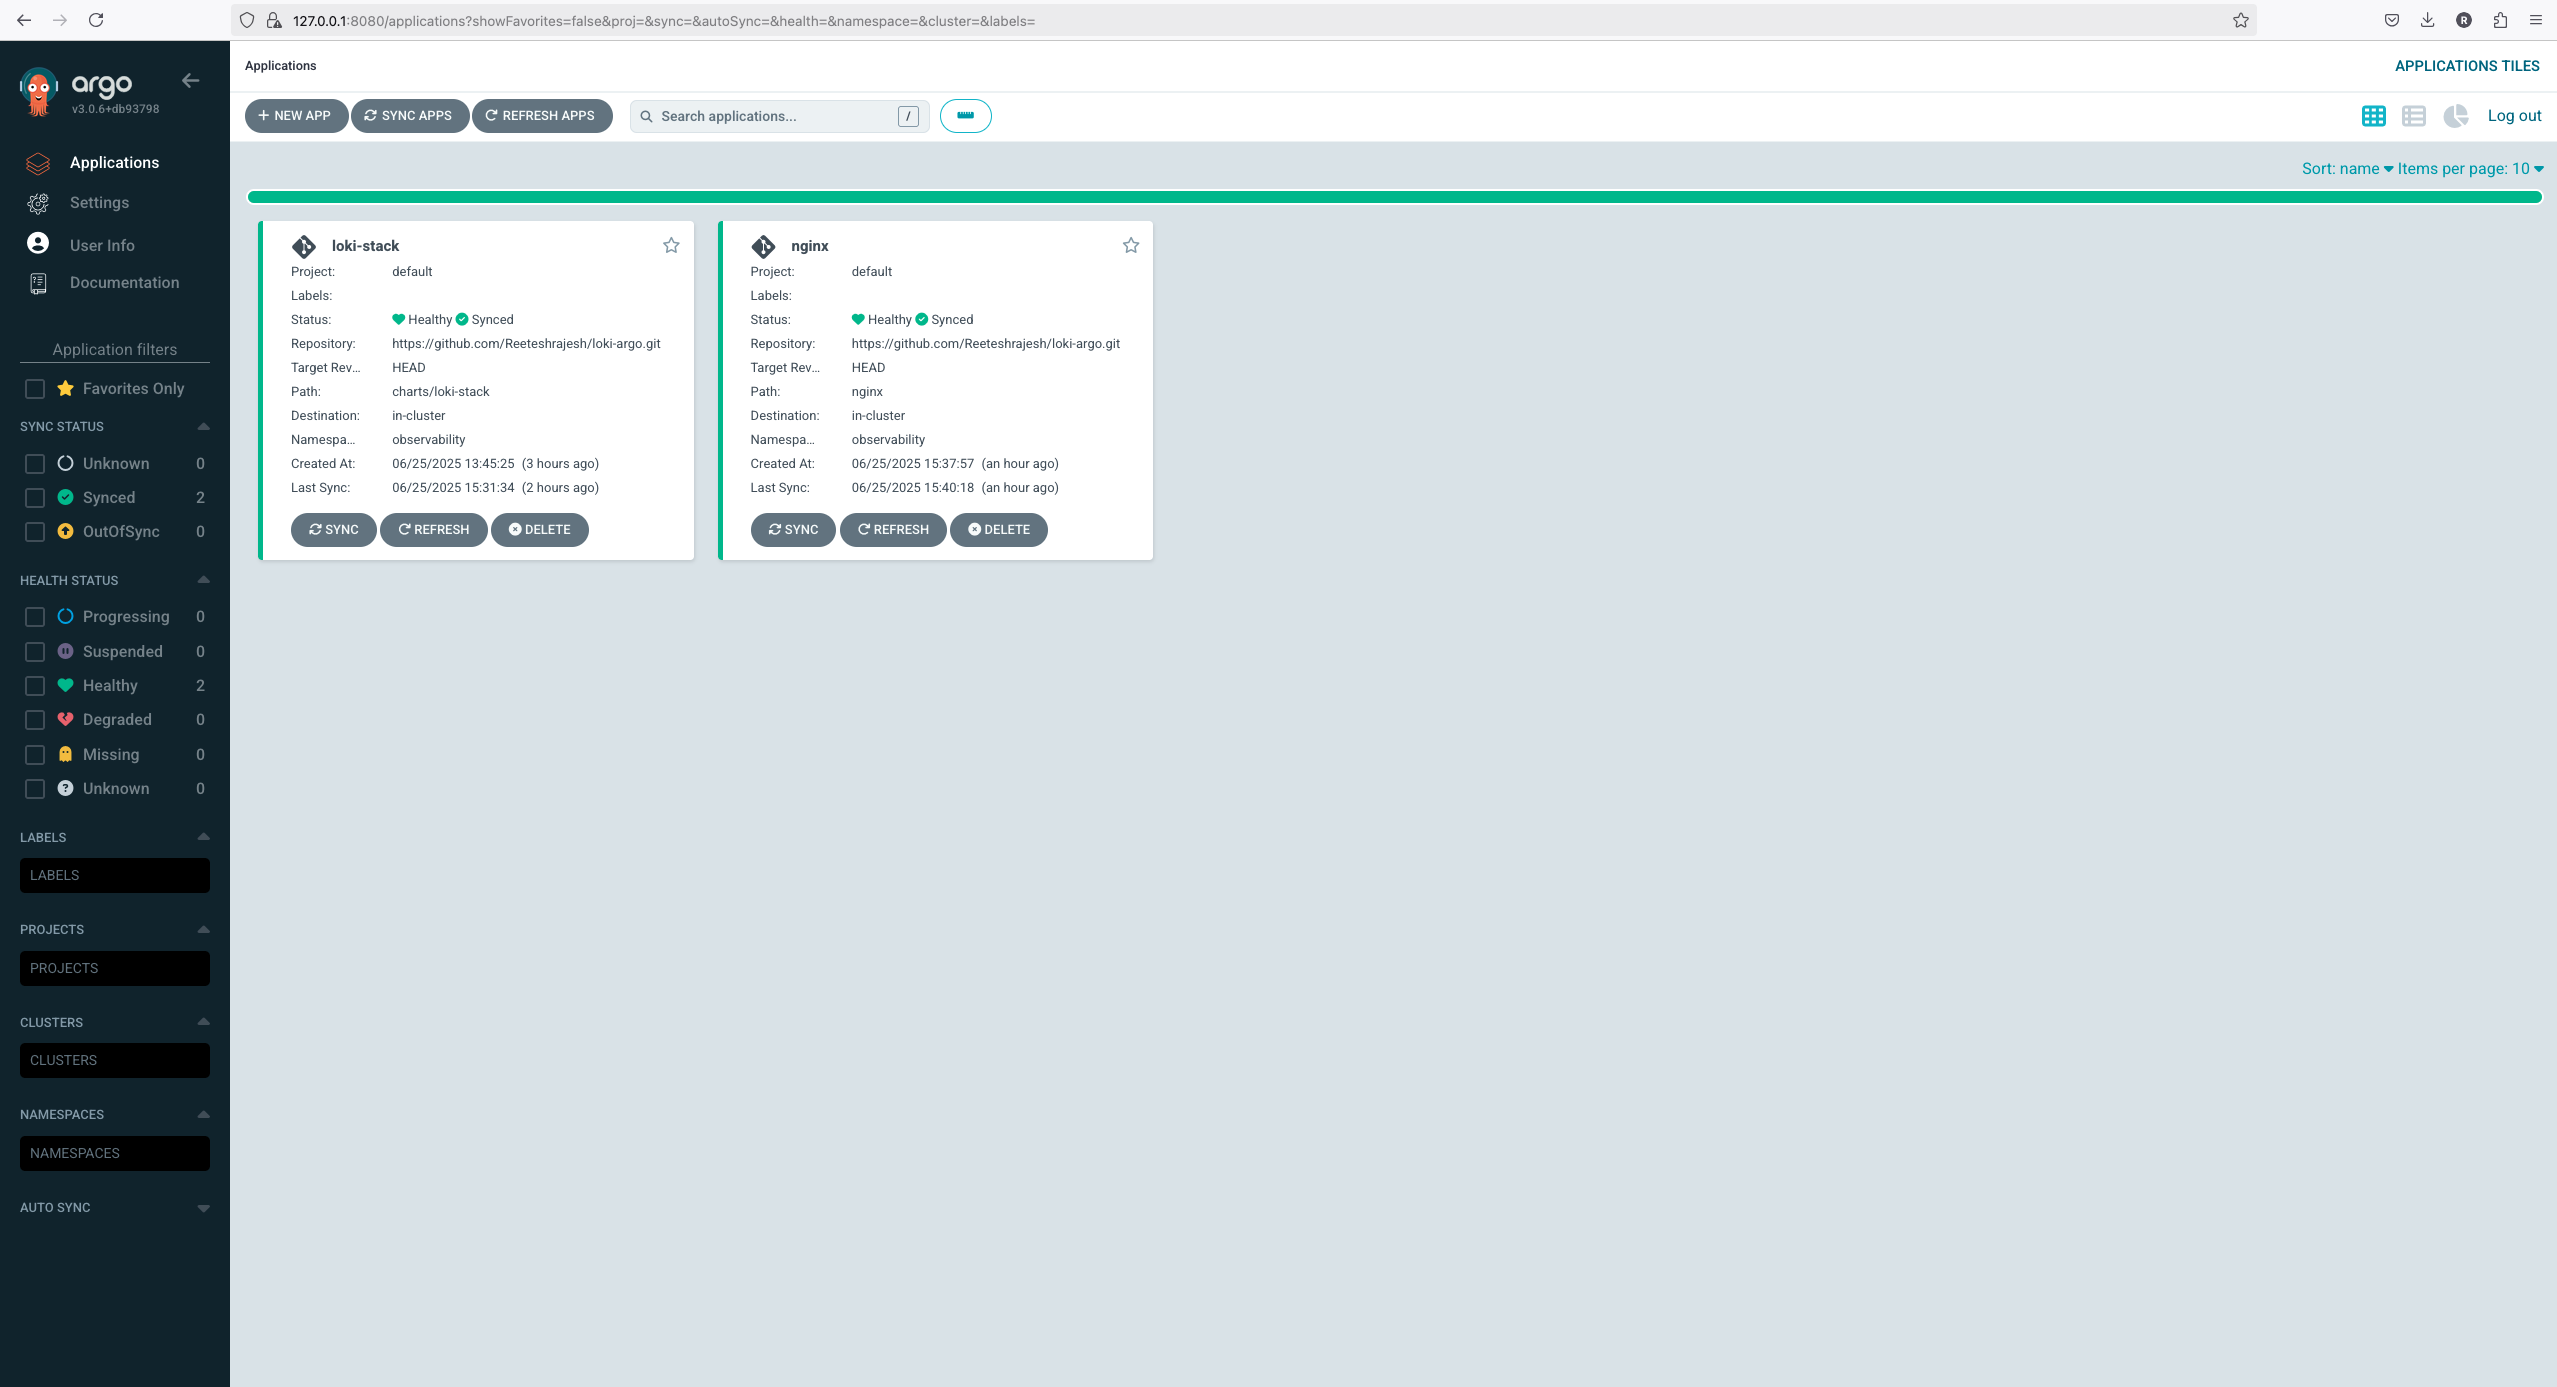 127.0.0.1:8080/applications?showFavorites=false&proj=&sync=&autoSync=&health=&namespace=&cluster=&labels=
R
argo
v3.0.6+db93798
Applications
Settings
User Info
Documentation
Application filters
Favorites Only
SYNC STATUS
Unknown 0
Synced 2
OutOfSync 0
HEALTH STATUS
Progressing 0
Suspended 0
Healthy 2
Degraded 0
Missing 0
Unknown 0
LABELS
LABELS
PROJECTS
PROJECTS
CLUSTERS
CLUSTERS
NAMESPACES
NAMESPACES
AUTO SYNC
Applications
APPLICATIONS TILES
NEW APP SYNC APPS REFRESH APPS Search applications... / Log out
Sort: name Items per page: 10
loki-stack
Project: default
Labels:
Status: Healthy Synced
Repository: https://github.com/Reeteshrajesh/loki-argo.git
Target Rev... HEAD
Path: charts/loki-stack
Destination: in-cluster
Namespa... observability
Created At: 06/25/2025 13:45:25 (3 hours ago)
Last Sync: 06/25/2025 15:31:34 (2 hours ago)
SYNC REFRESH DELETE
nginx
Project: default
Labels:
Status: Healthy Synced
Repository: https://github.com/Reeteshrajesh/loki-argo.git
Target Rev... HEAD
Path: nginx
Destination: in-cluster
Namespa... observability
Created At: 06/25/2025 15:37:57 (an hour ago)
Last Sync: 06/25/2025 15:40:18 (an hour ago)
SYNC REFRESH DELETE